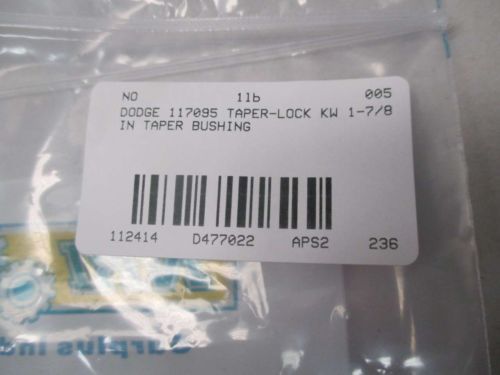 NO 1lb 005
DODGE 117095 TAPER-LOCK KW 1-7/8
IN TAPER BUSHING
112414 D477022 APS2 236